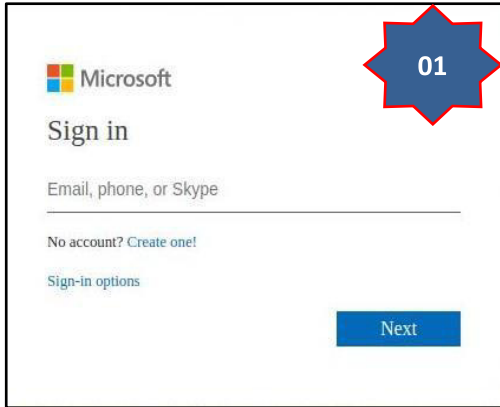 01
Microsoft
Sign in
Email, phone, or Skype
No account? Create one!
Sign-in options
Next